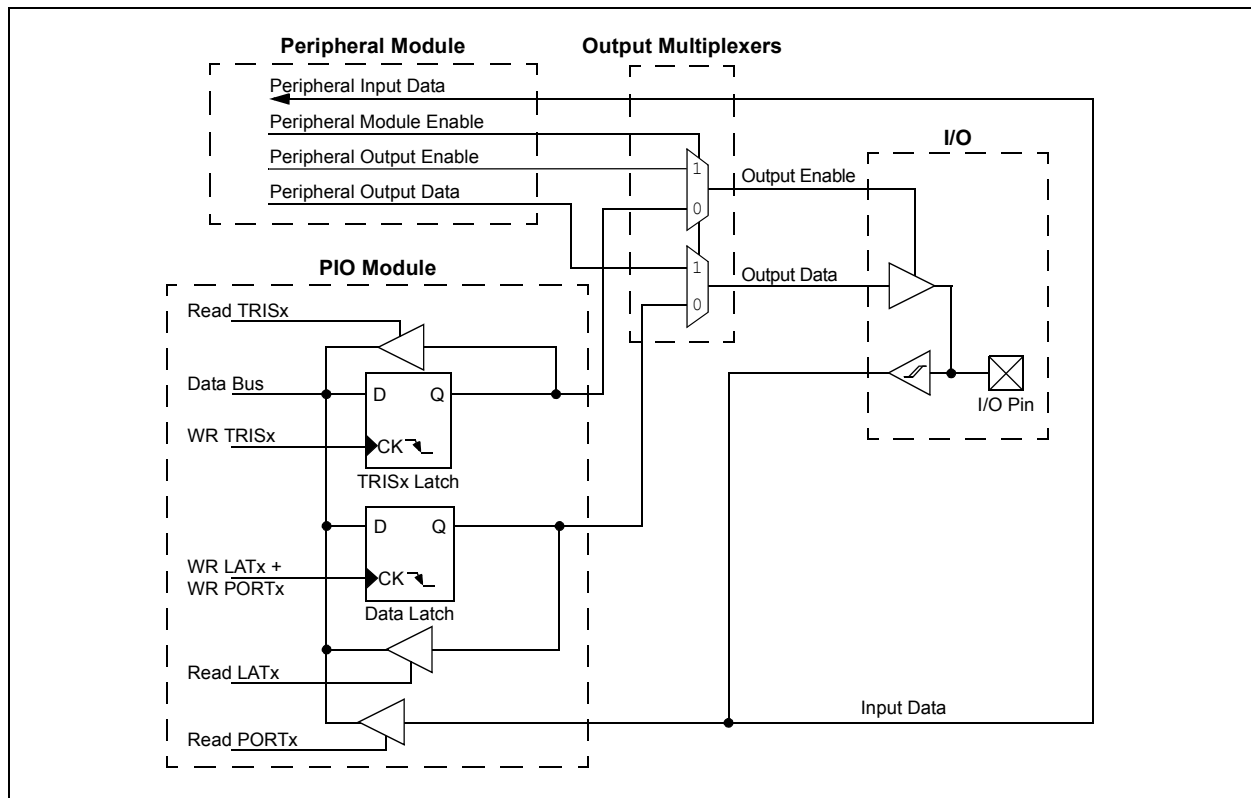 Peripheral Module
Output Multiplexers
Peripheral Input Data
Peripheral Module Enable
Peripheral Output Enable
Peripheral Output Data
1
0
Output Enable
1
0
Output Data
I/O
I/O Pin
PIO Module
Read TRISx
Data Bus
D Q
WR TRISx
CK
TRISx Latch
D Q
WR LATx +
WR PORTx
CK
Data Latch
Read LATx
Input Data
Read PORTx